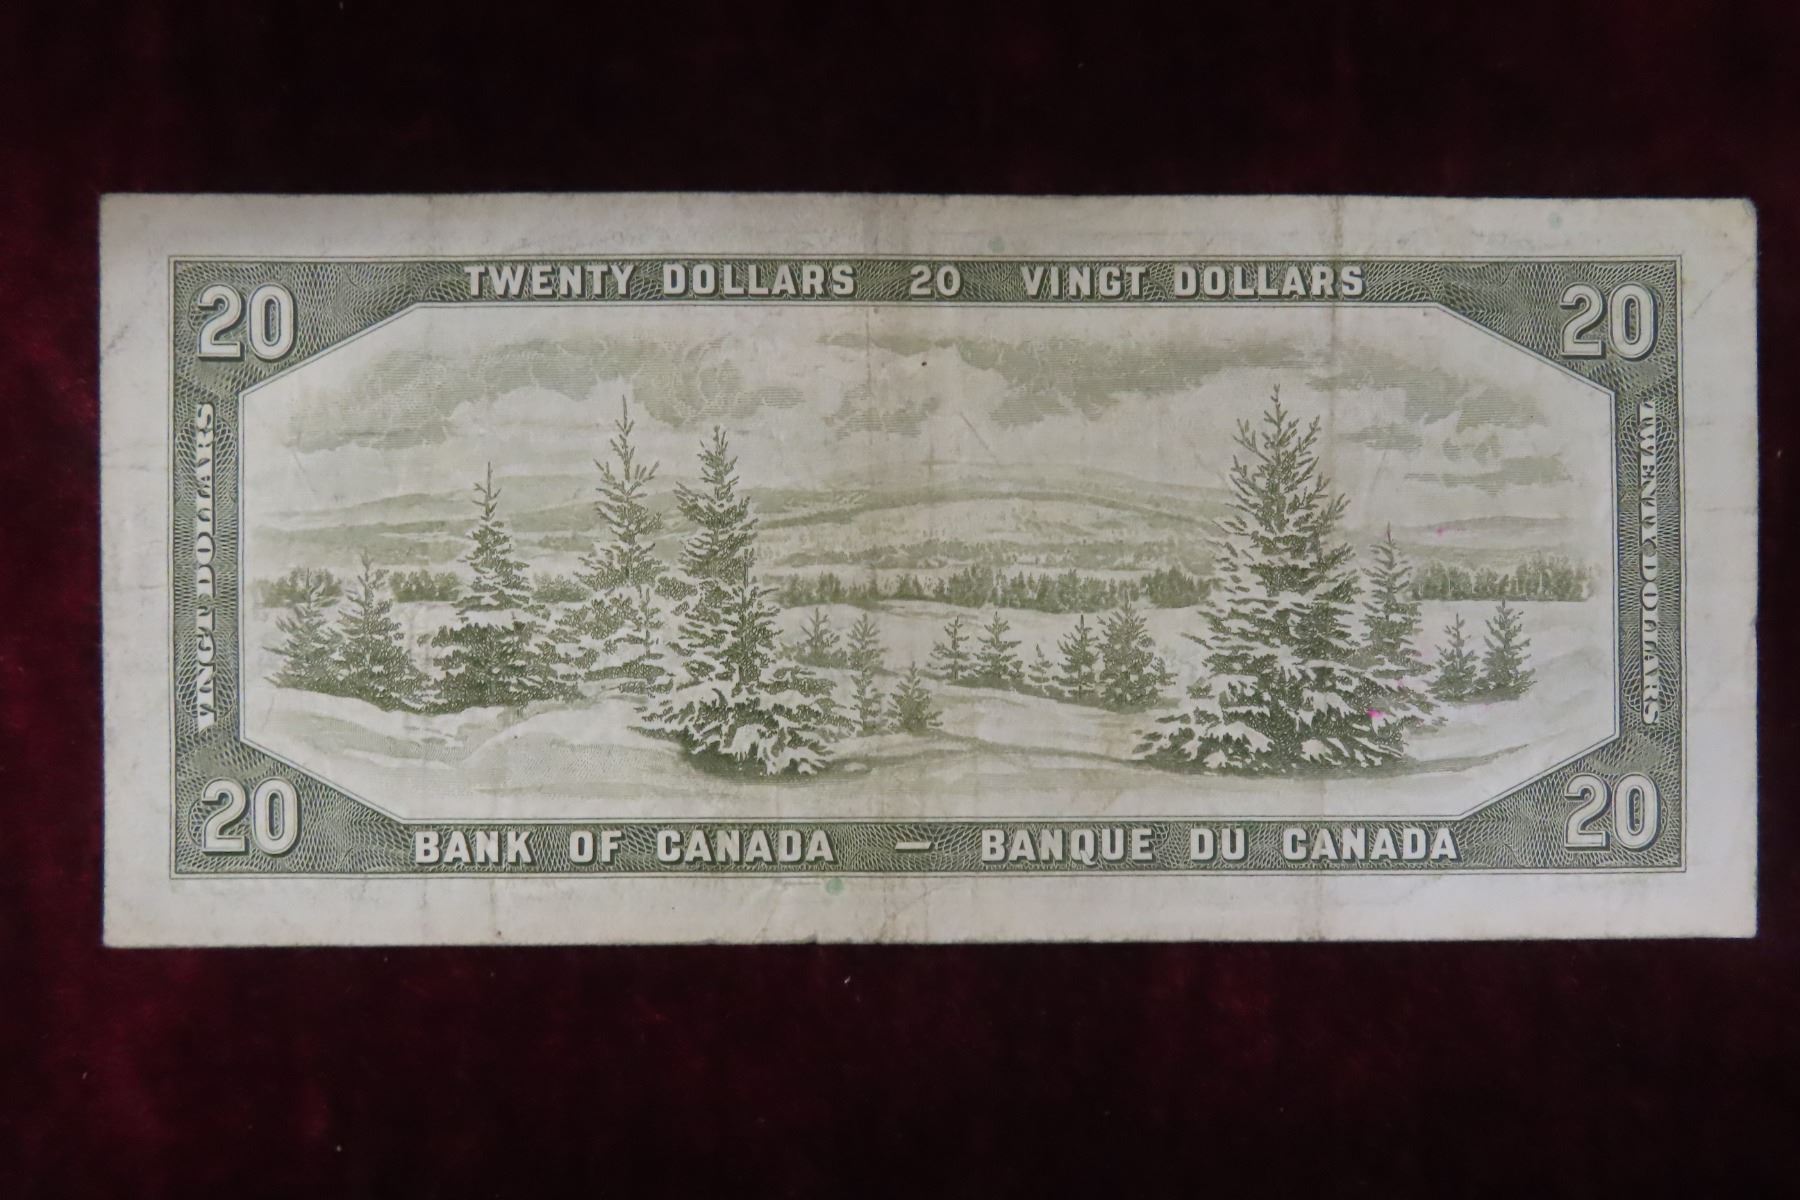 TWENTY DOLLARS 20 VINGT DOLLARS
20
20
VINGT DOLLARS
TWENTY DOLLARS
20
20
BANK OF CANADA – BANQUE DU CANADA